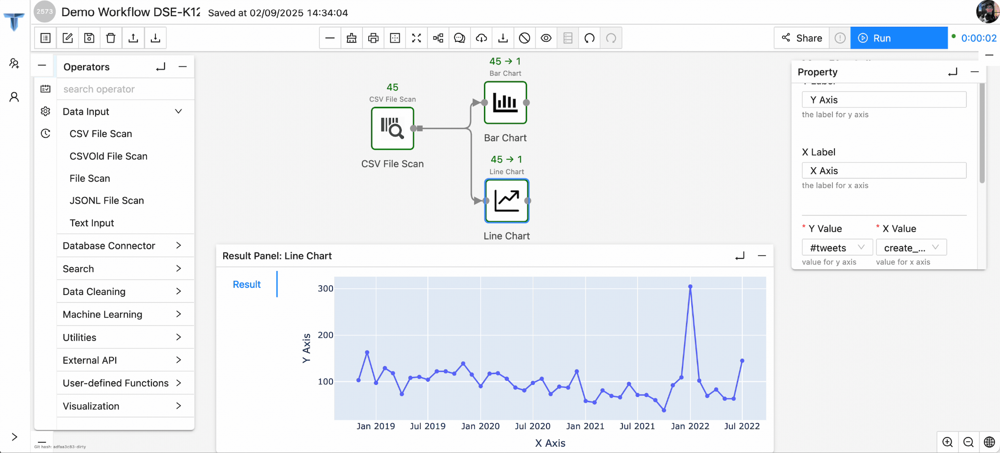 2573
Demo Workflow DSE-K12
Saved at 02/09/2025 14:34:04
Share
Run
0:00:02
Operators
search operator
Data Input
CSV File Scan
CSVOld File Scan
File Scan
JSONL File Scan
Text Input
Database Connector
Search
Data Cleaning
Machine Learning
Utilities
External API
User-defined Functions
Visualization
Git hash: adfaa3c83-dirty
45
CSV File Scan
CSV File Scan
45 → 1
Bar Chart
Bar Chart
45 → 1
Line Chart
Line Chart
Property
Y Label
Y Axis
the label for y axis
X Label
X Axis
the label for x axis
* Y Value
* X Value
#tweets
create_...
value for y axis
value for x axis
Result Panel: Line Chart
Result
300
200
100
Y Axis
Jan 2019
Jul 2019
Jan 2020
Jul 2020
Jan 2021
Jul 2021
Jan 2022
Jul 2022
X Axis